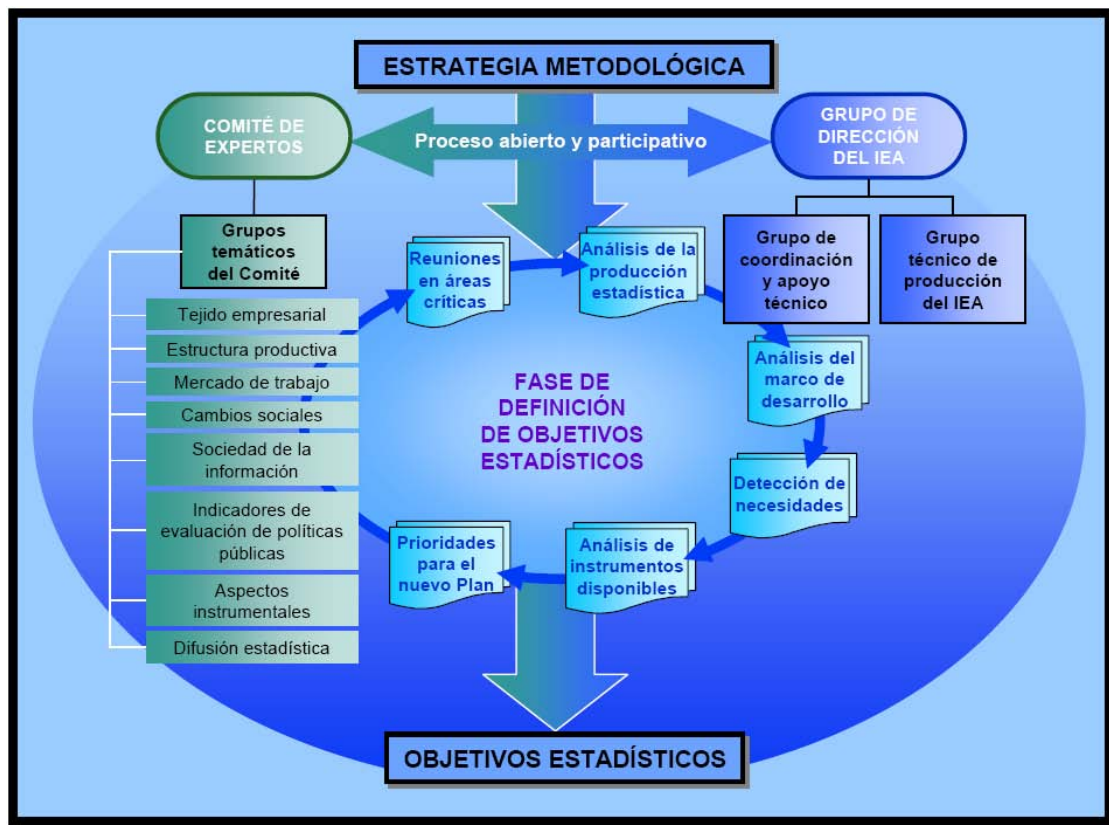 ESTRATEGIA METODOLÓGICA
COMITÉ DE
EXPERTOS
Proceso abierto y participativo
GRUPO DE
DIRECCIÓN
DEL IEA
Grupos
temáticos
del Comité
Tejido empresarial
Estructura productiva
Mercado de trabajo
Cambios sociales
Sociedad de la
información
Indicadores de
evaluación de políticas
públicas
Aspectos
instrumentales
Difusión estadística
Grupo de
coordinación
y apoyo
técnico
Grupo
técnico de
producción
del IEA
Reuniones
en áreas
críticas
Análisis de la
producción
estadística
Análisis del
marco de
desarrollo
Detección de
necesidades
Análisis de
instrumentos
disponibles
Prioridades
para el
nuevo Plan
FASE DE
DEFINICIÓN
DE OBJETIVOS
ESTADÍSTICOS
OBJETIVOS ESTADÍSTICOS